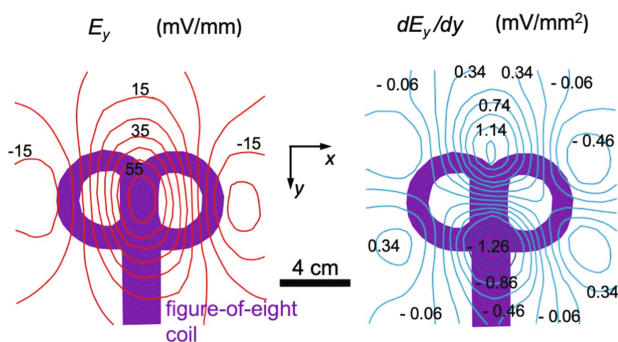 Ey (mV/mm)
15
35
-15
-15
55
x
y
4 cm
figure-of-eight
coil
dEy/dy (mV/mm²)
- 0.06
0.34
0.34
- 0.06
0.74
1.14
- 0.46
0.34
- 1.26
- 0.86
0.34
- 0.06
- 0.46
- 0.06